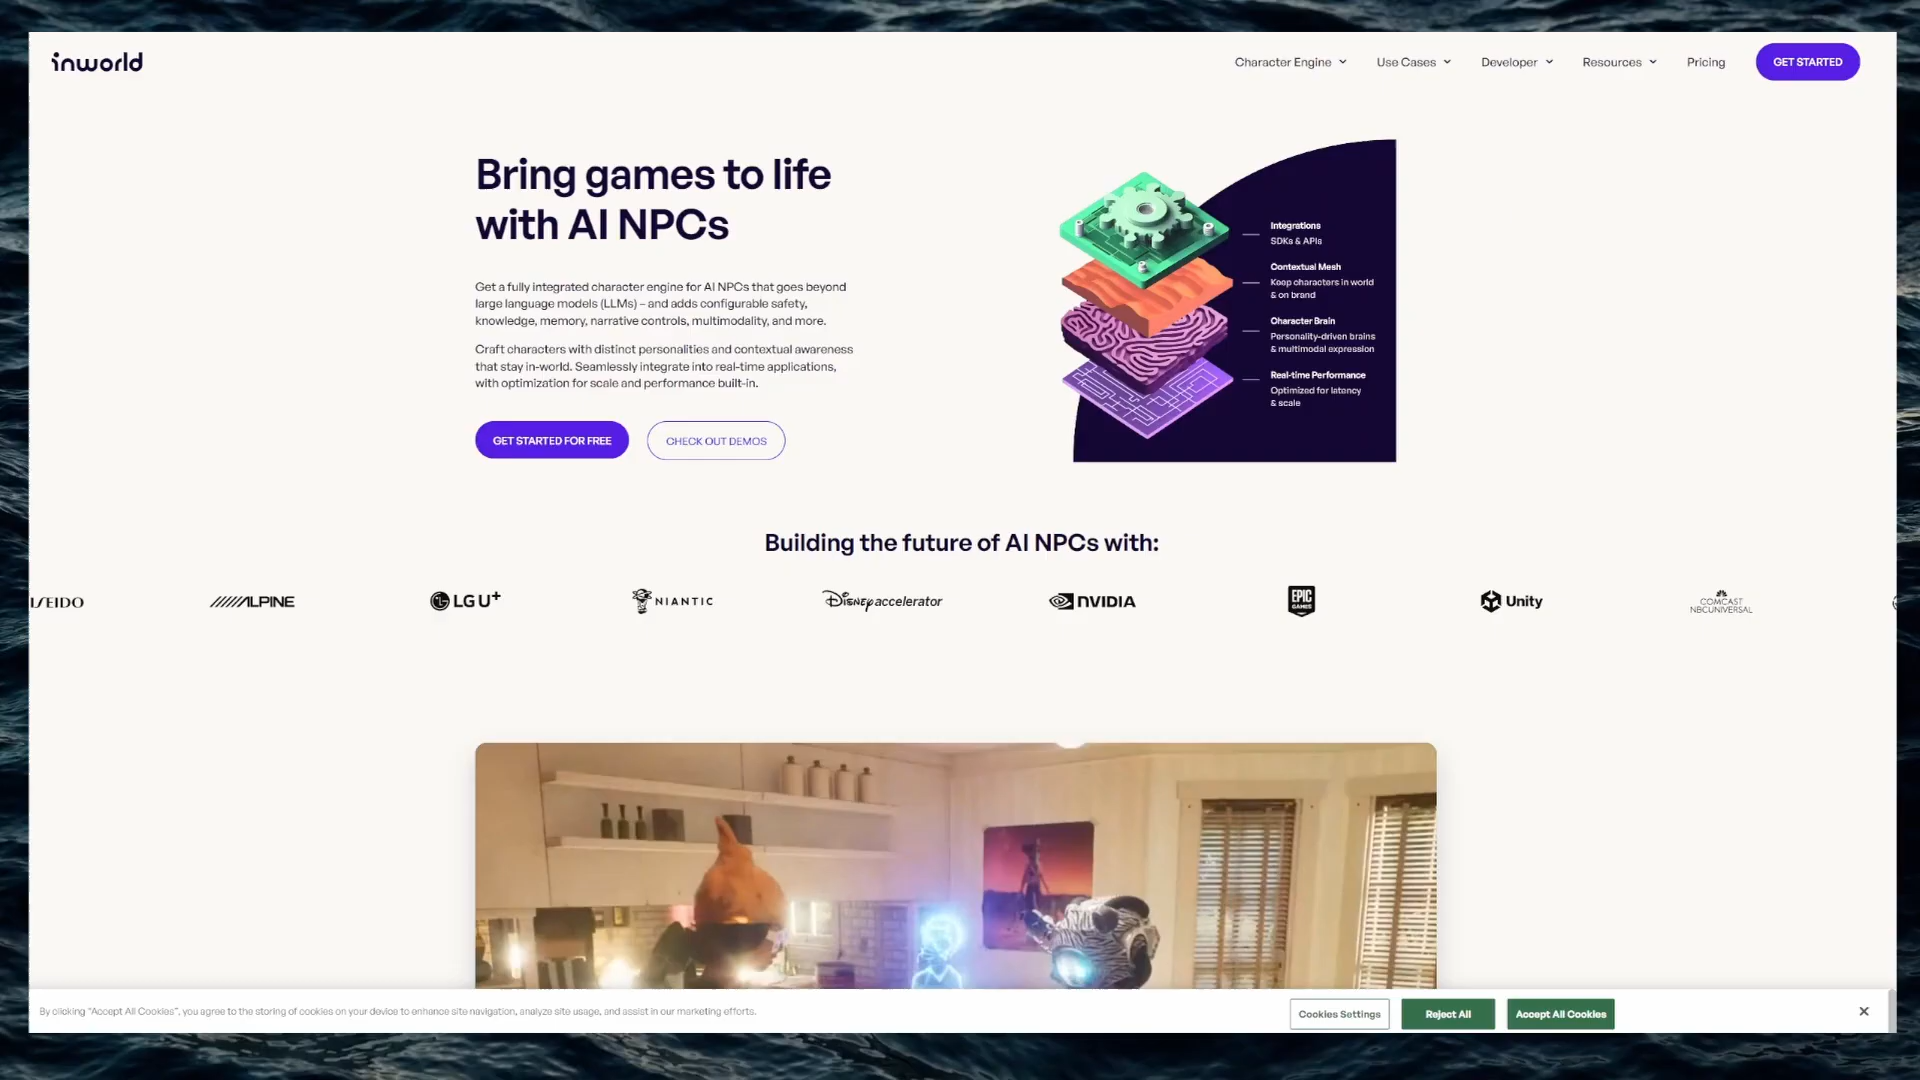 inworld
Character Engine
Use Cases
Developer
Resources
Pricing
GET STARTED
Bring games to life
with AI NPCs
Get a fully integrated character engine for AI NPCs that goes beyond
large language models (LLMs) – and adds configurable safety,
knowledge, memory, narrative controls, multimodality, and more.
Craft characters with distinct personalities and contextual awareness
that stay in-world. Seamlessly integrate into real-time applications,
with optimization for scale and performance built-in.
GET STARTED FOR FREE
CHECK OUT DEMOS
Integrations
SDKs & APIs
Contextual Mesh
Keep characters in world
& on brand
Character Brain
Personality-driven brains
& multimodal expression
Real-time Performance
Optimized for latency
& scale
Building the future of AI NPCs with:
ISEIDO
ALPINE
LG U+
NIANTIC
Disney accelerator
NVIDIA
EPIC
GAMES
Unity
COMCAST
NBCUNIVERSAL
By clicking “Accept All Cookies”, you agree to the storing of cookies on your device to enhance site navigation, analyze site usage, and assist in our marketing efforts.
Cookies Settings
Reject All
Accept All Cookies